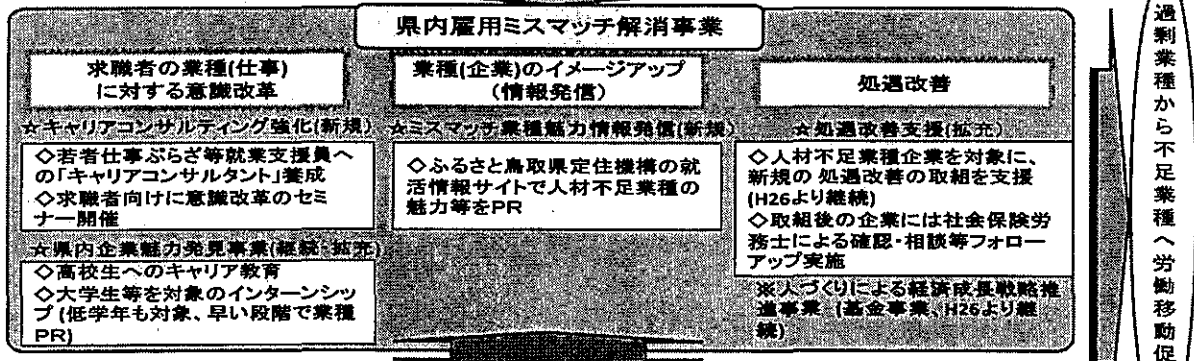 県内雇用ミスマッチ解消事業
求職者の業種(仕事)
に対する意識改革
☆キャリアコンサルティング強化(新規)
◇若者仕事ぷらざ等就業支援員へ
の「キャリアコンサルタント」養成
◇求職者向けに意識改革のセミ
ナー開催
☆県内企業魅力発見事業(継続・拡充)
◇高校生へのキャリア教育
◇大学生等を対象のインターンシッ
プ (低学年も対象、早い段階で業種
PR)
業種(企業)のイメージアップ
(情報発信)
☆ミスマッチ業種魅力情報発信(新規)
◇ふるさと鳥取県定住機構の就
活情報サイトで人材不足業種の
魅力等をPR
処遇改善
☆処遇改善支援(拡充)
◇人材不足業種企業を対象に、
新規の 処遇改善の取組を支援
(H26より継続)
◇取組後の企業には社会保険労
務士による確認・相談等フォロー
アップ実施
※人づくりによる経済成長戦略推
進事業 (基金事業、H26より継
続)
過剰業種から不足業種へ労働移動促